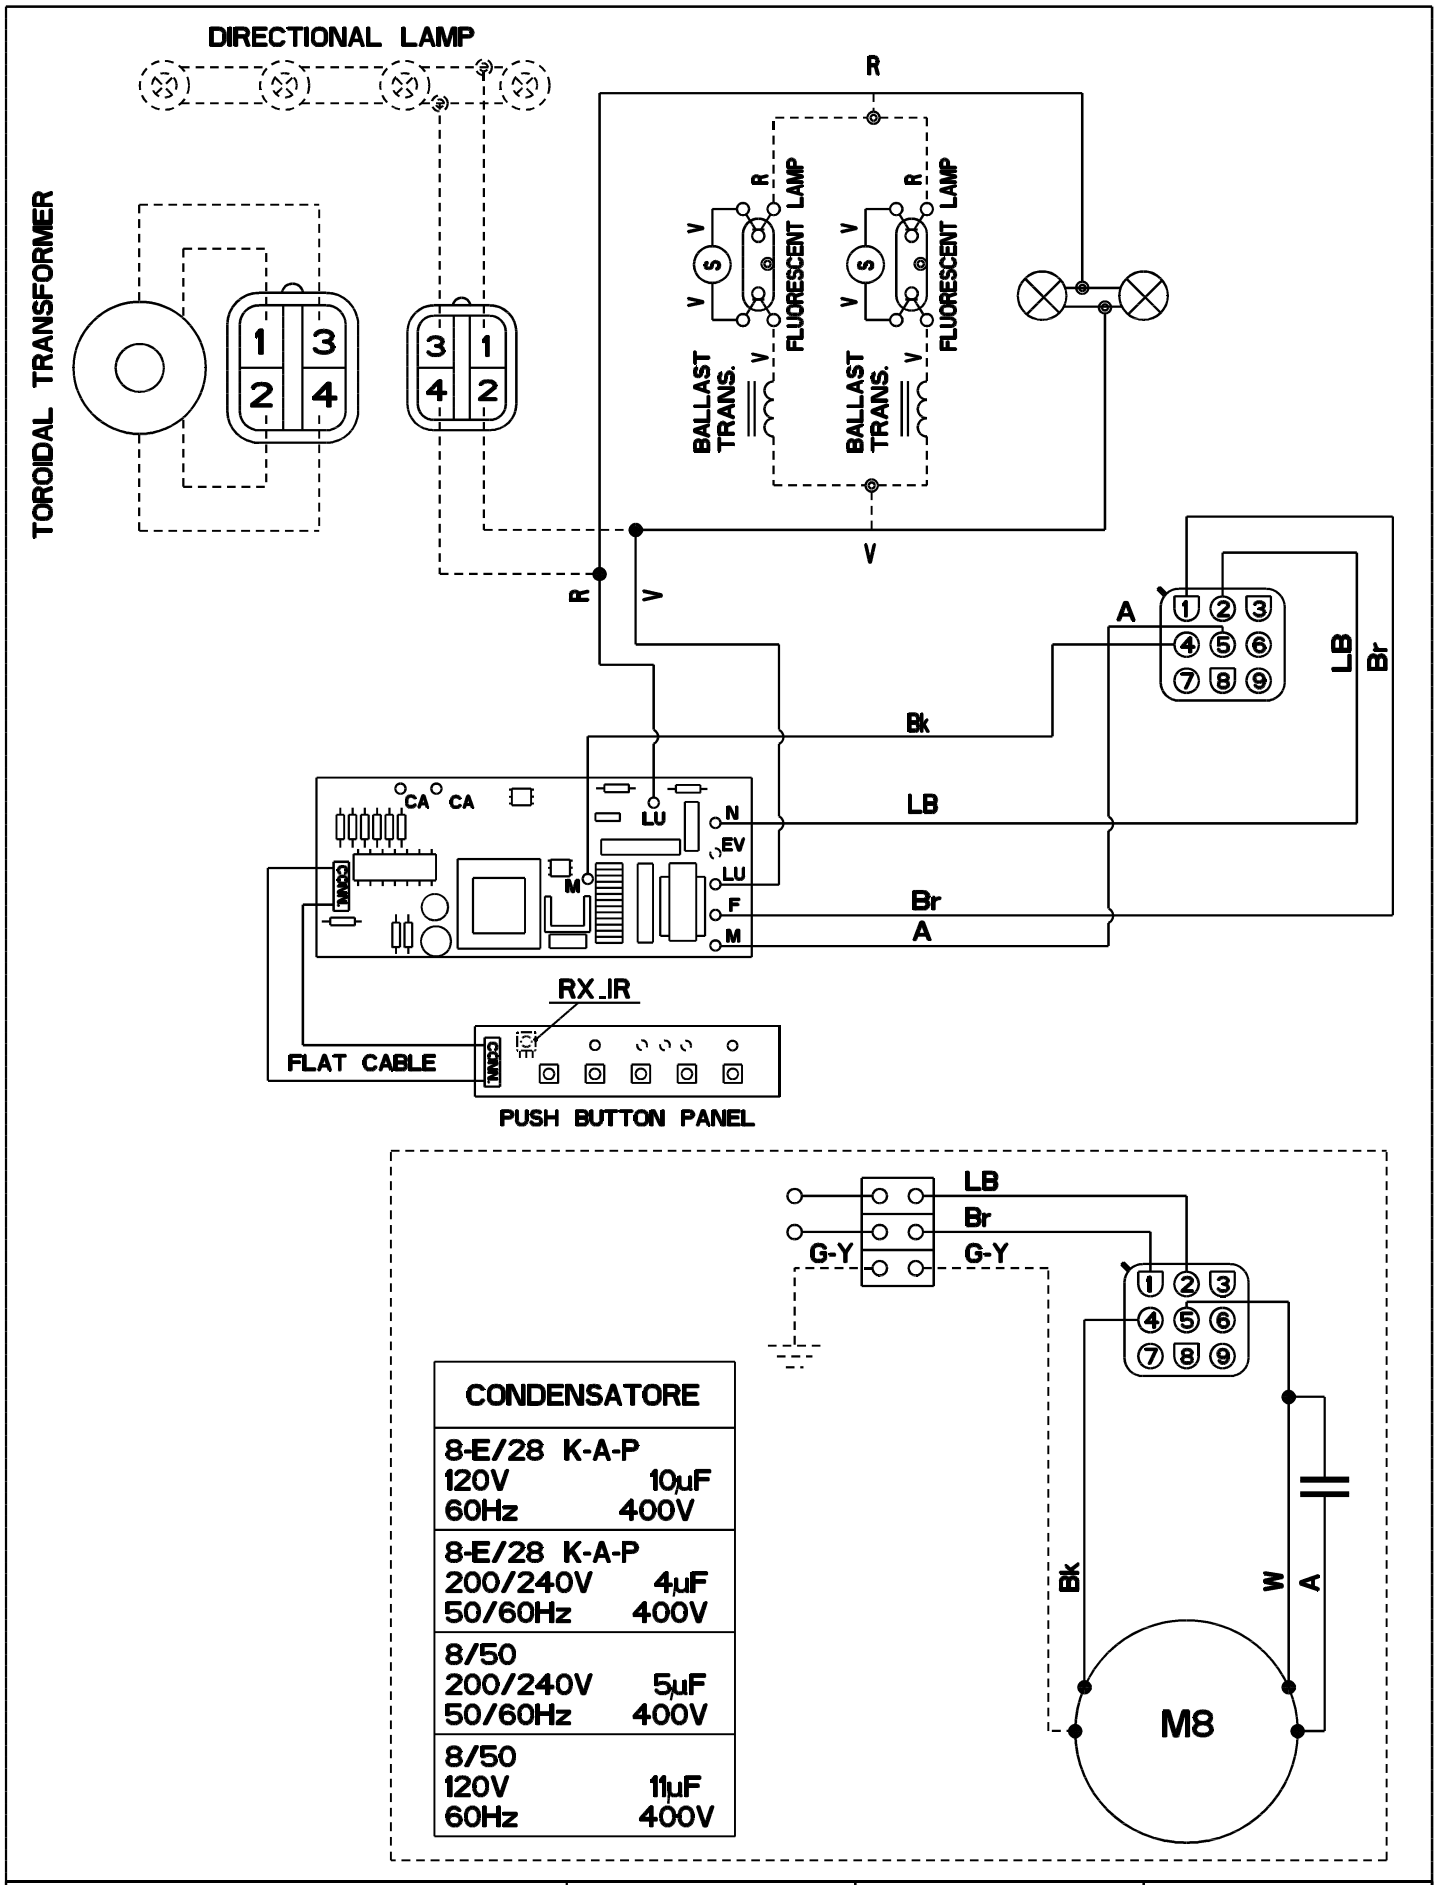 DIRECTIONAL LAMP
R
TOROIDAL TRANSFORMER
1 3
2 4
3 1
4 2
R
V
S
V
FLUORESCENT LAMP
V
BALLAST
TRANS.
R
V
S
V
FLUORESCENT LAMP
V
BALLAST
TRANS.
V
R
V
A
1 2 3
4 5 6
7 8 9
LB
Br
Bk
CA CA
LU
N
LB
EV
CONN.
M
LU
F
Br
M
A
RX_IR
CONN.
FLAT CABLE
PUSH BUTTON PANEL
LB
Br
G-Y
G-Y
1 2 3
4 5 6
7 8 9
CONDENSATORE
8-E/28 K-A-P
120V 10µF
60Hz 400V
8-E/28 K-A-P
200/240V 4µF
50/60Hz 400V
8/50
200/240V 5µF
50/60Hz 400V
8/50
120V 11µF
60Hz 400V
Bk
W
A
M8